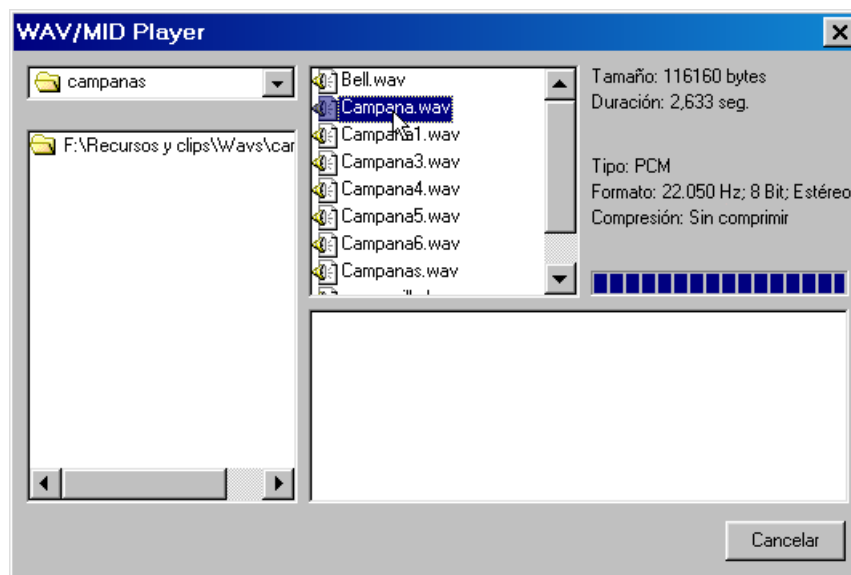 WAV/MID Player
campanas
F:\Recursos y clips\Wavs\car
Bell.wav
Campana.wav
Campana1.wav
Campana3.wav
Campana4.wav
Campana5.wav
Campana6.wav
Campanas.wav
Tamaño: 116160 bytes
Duración: 2,633 seg.
Tipo: PCM
Formato: 22.050 Hz; 8 Bit; Estéreo
Compresión: Sin comprimir
Cancelar